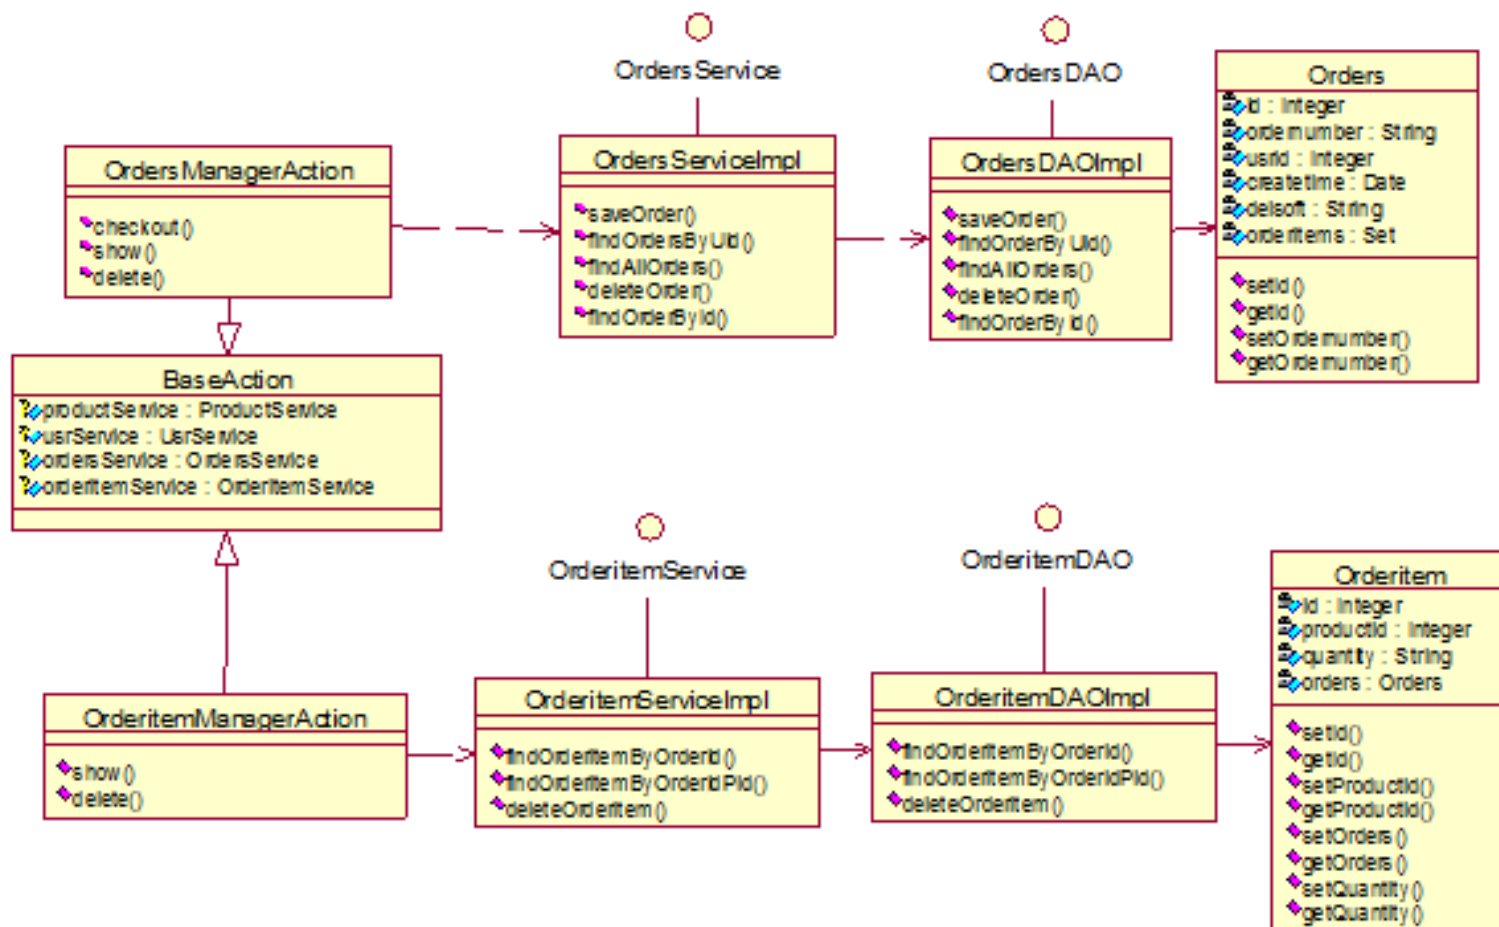 OrdersService
OrdersDAO
Orders
id : Integer
ordernumber : String
usrid : Integer
createtime : Date
delsoft : String
orderitems : Set
setId()
getId()
setOrdernumber()
getOrdernumber()
OrdersManagerAction
checkout()
show()
delete()
OrdersServiceImpl
saveOrder()
findOrdersByUid()
findAllOrders()
deleteOrder()
findOrderById()
OrdersDAOImpl
saveOrder()
findOrderByUid()
findAllOrders()
deleteOrder()
findOrderById()
BaseAction
productService : ProductService
usrService : UsrService
ordersService : OrdersService
orderitemService : OrderitemService
OrderitemService
OrderitemDAO
Orderitem
id : Integer
productid : Integer
quantity : String
orders : Orders
setId()
getId()
setProductid()
getProductid()
setOrders()
getOrders()
setQuantity()
getQuantity()
OrderitemManagerAction
show()
delete()
OrderitemServiceImpl
findOrderitemByOrderid()
findOrderitemByOrderidPid()
deleteOrderitem()
OrderitemDAOImpl
findOrderitemByOrderid()
findOrderitemByOrderidPid()
deleteOrderitem()